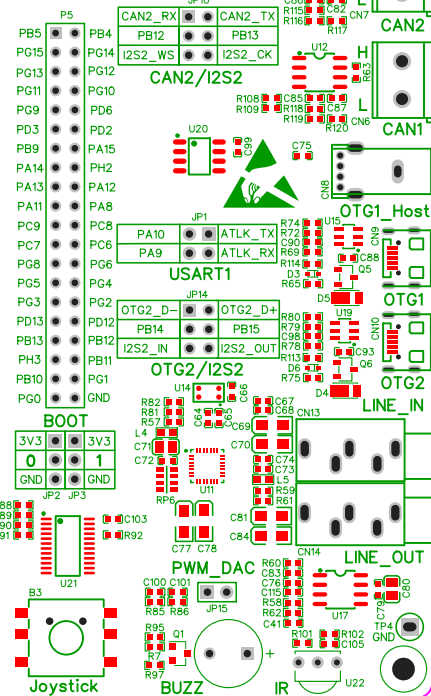 JP10
P5
CAN2_RX CAN2_TX
PB12 PB13
I2S2_WS I2S2_CK
CAN2/I2S2
R115
R116
C82
R117
CN7
CAN2
PB5 PB4
PG15 PG14
PG13 PG12
PG11 PG10
PG9 PD6
PD3 PD2
PB9 PA15
PA14 PH2
PA13 PA12
PA11 PA8
PC9 PC8
PC7 PC6
PG8 PG6
PG5 PG4
PG3 PG2
PD13 PD12
PB13 PB12
PH3 PB11
PB10 PG1
PG0 GND
U12
H
R63
L
R108 C85
R109 R118 C87
R119 R120
CN6
CAN1
U20
C99
C75
CN8
OTG1_Host
JP1
PA10 ATLK_TX
PA9 ATLK_RX
USART1
R74
R72
C90
R69
R114
D3
R65
U15
C88
Q5
D5
CN9
OTG1
JP14
OTG2_D- OTG2_D+
PB14 PB15
I2S2_IN I2S2_OUT
OTG2/I2S2
R80
R79
C98
R78
R113
D6
R75
U19
C93
Q6
D4
CN10
OTG2
BOOT
3V3 3V3
0 1
GND GND
JP2 JP3
U14
C66
R82
R81
R57
C64
C65
L4
C71
C72
RP6
U11
C67
C68
C69
C70
C74
C73
L5
R59
R61
C81
C84
C77 C78
LINE_IN
CN13
CN14
LINE_OUT
88
89
90
91
C103
R92
U21
PWM_DAC
JP15
C100 C101
R85 R86
R60
C83
C76
C115
R58
R62
C41
U17
C79
C80
TP4
GND
B3
Joystick
R95
R7
R97
Q1
+
BUZZ
R101
R102
C105
IR
U22